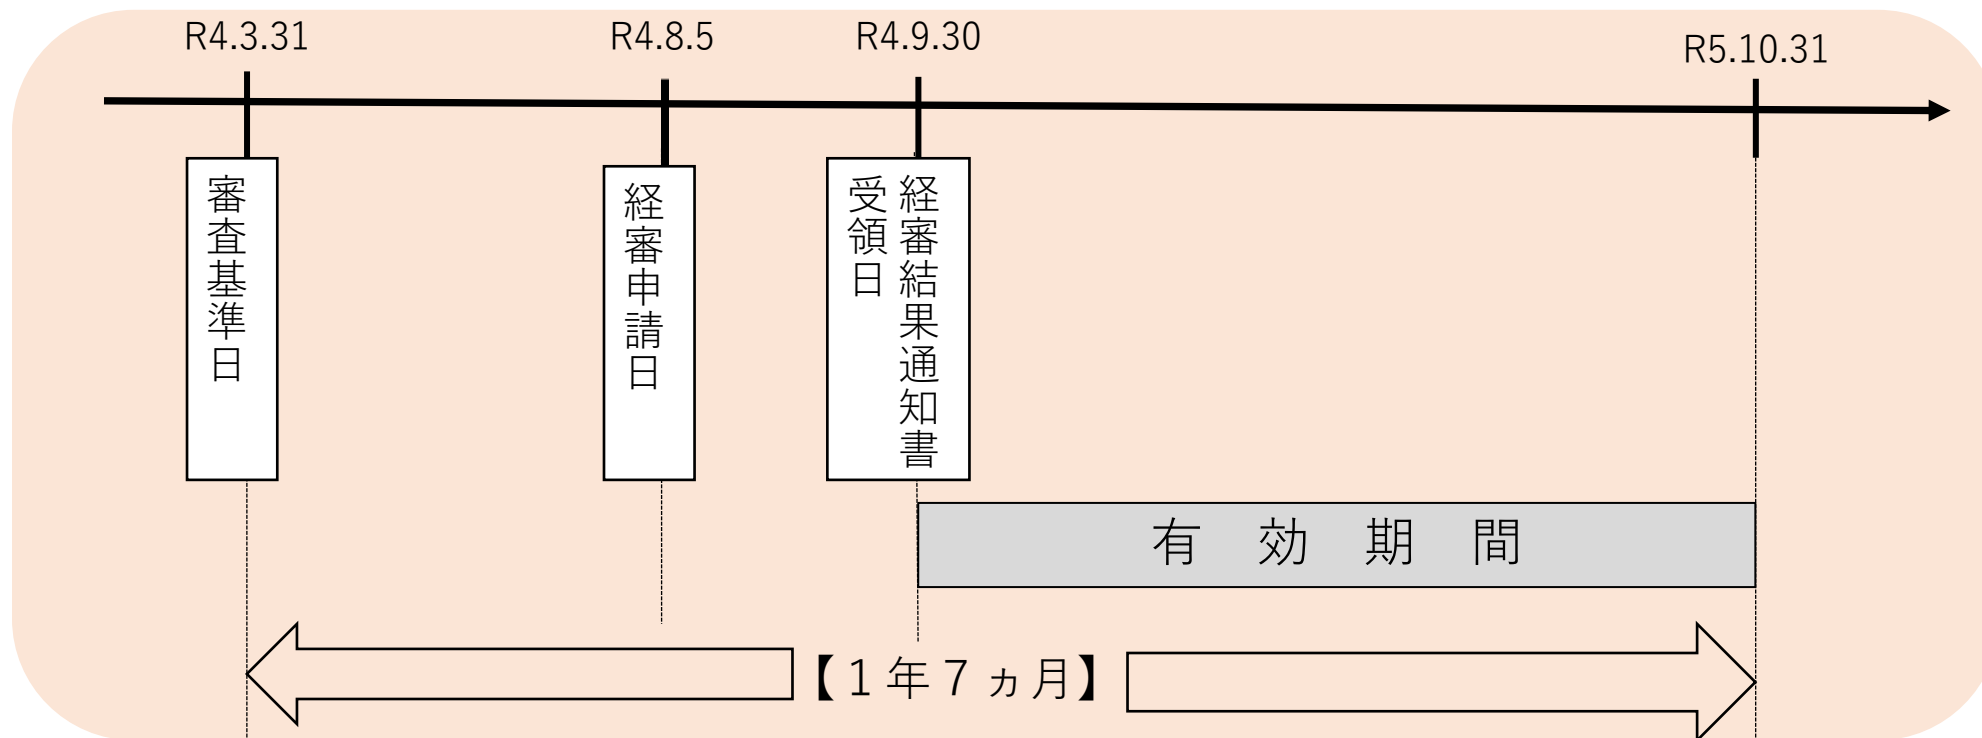 R4.3.31
R4.8.5
R4.9.30
R5.10.31
審査基準日
経審申請日
経審結果通知書
受領日
有効期間
【1年7ヵ月】